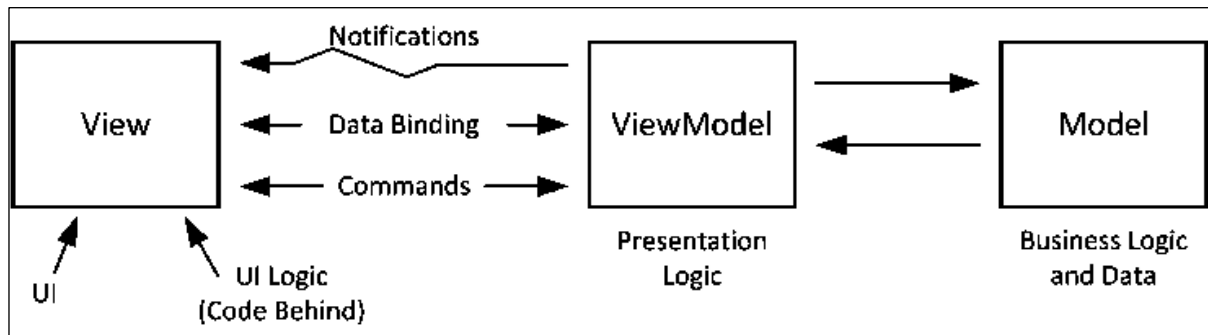 Notifications
View
Data Binding
ViewModel
Model
Commands
Presentation
Logic
Business Logic
and Data
UI
UI Logic
(Code Behind)